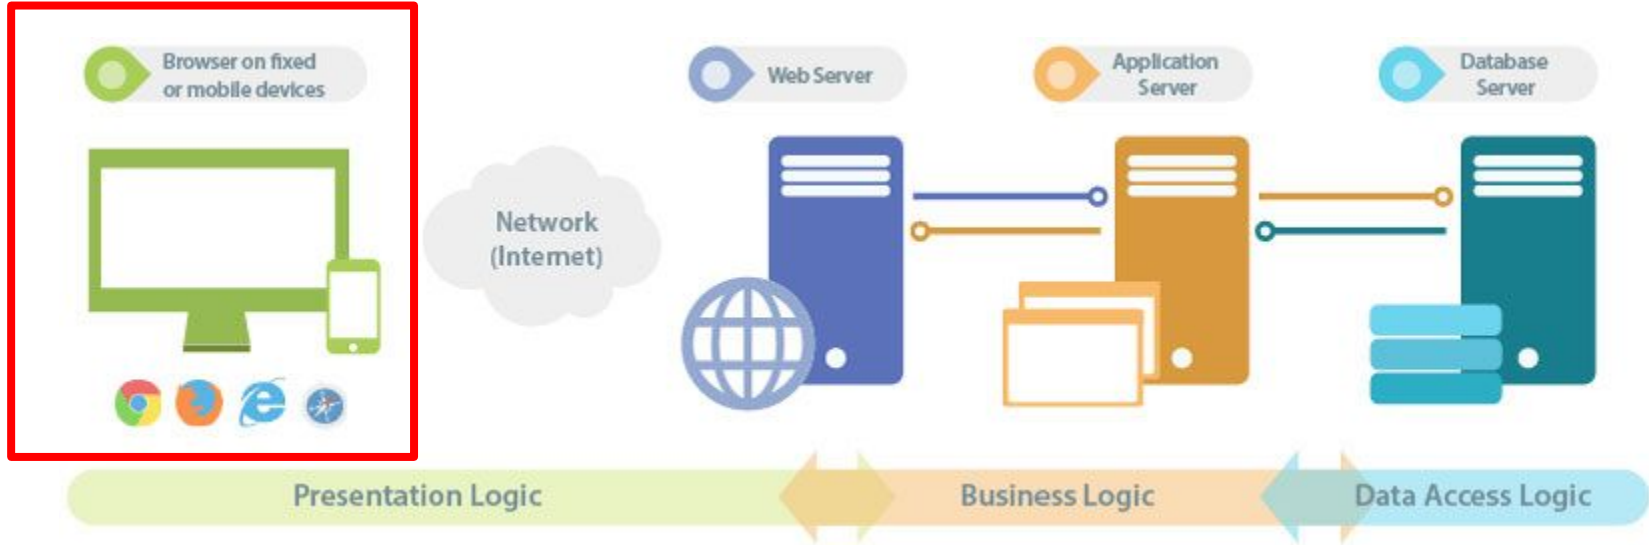 Browser on fixed
or mobile devices
Web Server
Application
Server
Database
Server
Network
(Internet)
Presentation Logic
Business Logic
Data Access Logic